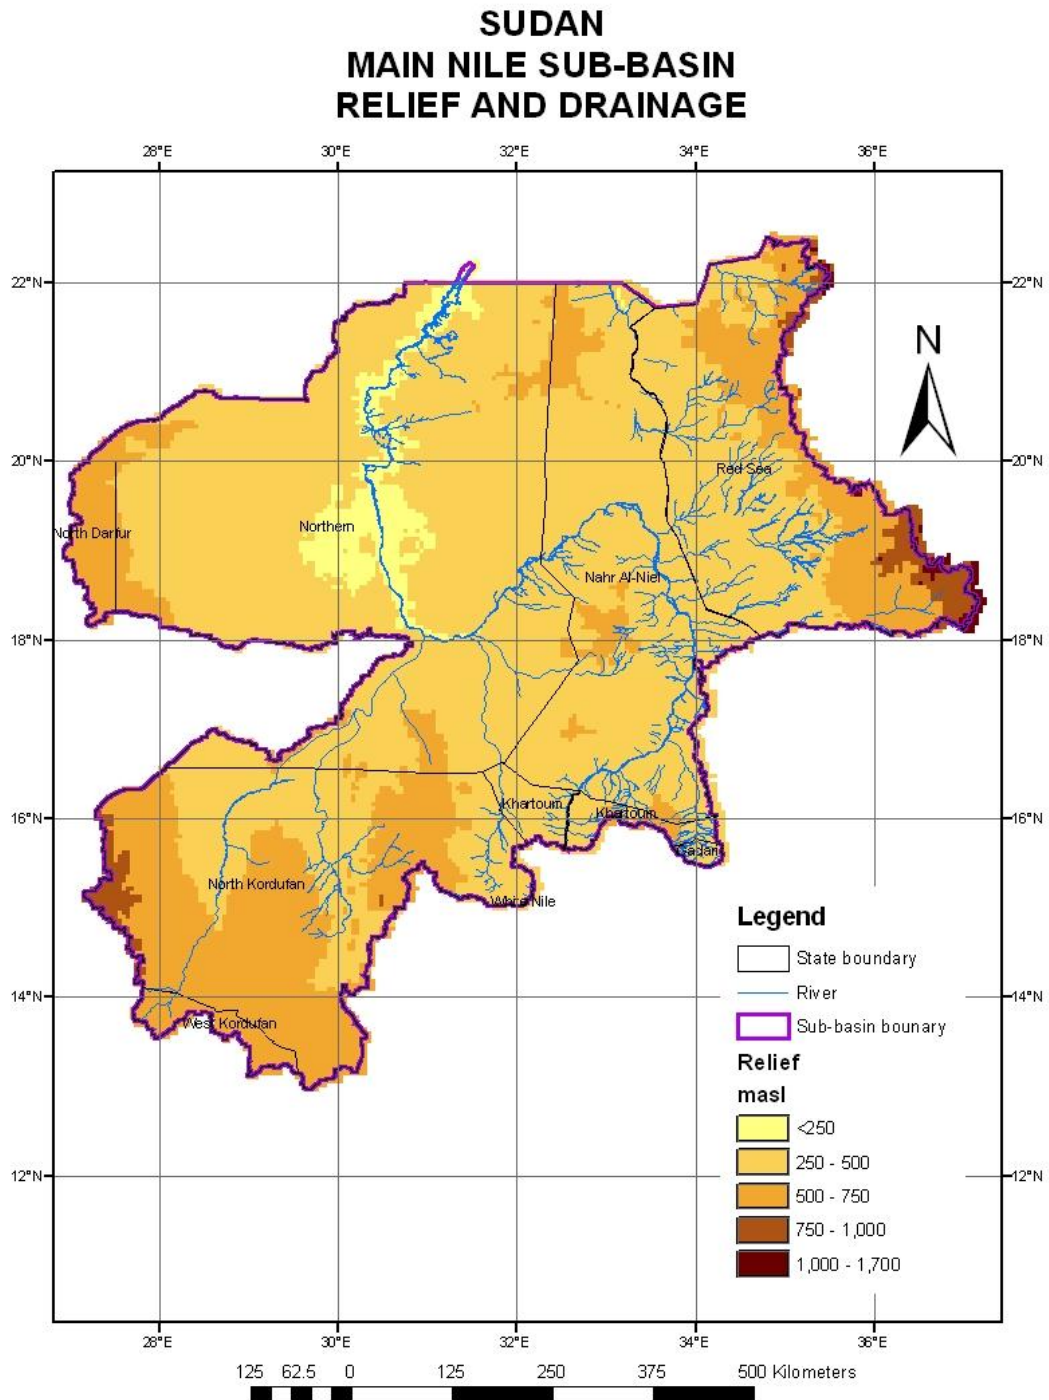 SUDAN
MAIN NILE SUB-BASIN
RELIEF AND DRAINAGE
28°E 30°E 32°E 34°E 36°E
22°N 22°N
N
20°N 20°N
Red Sea
North Darfur
Northern
Nahr Al-Niel
18°N 18°N
Khartoum
Khartoum
16°N 16°N
Gadarif
North Kordufan
White Nile
Legend
State boundary
14°N River 14°N
West Kordufan
Sub-basin bounary
Relief
masl
<250
250 - 500
12°N 12°N
500 - 750
750 - 1,000
1,000 - 1,700
28°E 30°E 32°E 34°E 36°E
125 62.5 0 125 250 375 500 Kilometers